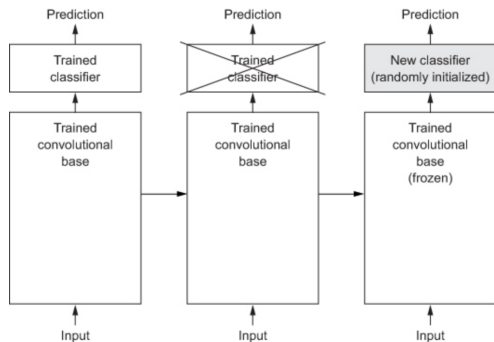 Prediction
Trained
classifier
Trained
convolutional
base
Input
Prediction
Trained
classifier
Trained
convolutional
base
Input
Prediction
New classifier
(randomly initialized)
Trained
convolutional
base
(frozen)
Input